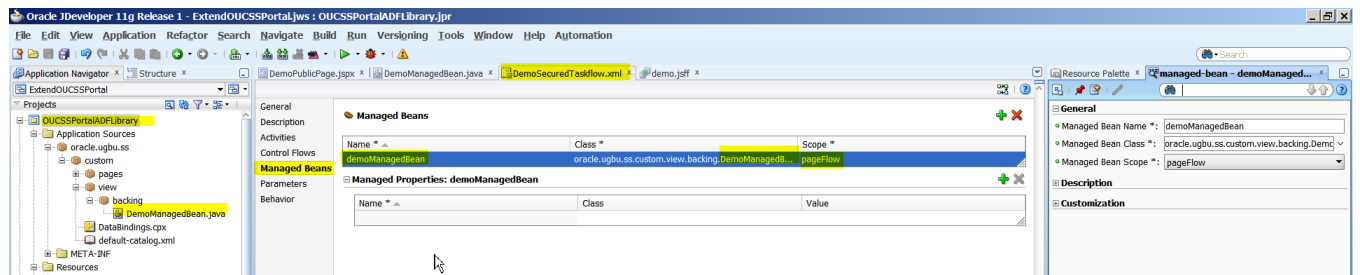 Oracle JDeveloper 11g Release 1 - ExtendOUCSSPortal.jws : OUCSSPortalADFLibrary.jpr
File Edit View Application Refactor Search Navigate Build Run Versioning Tools Window Help Automation
Search
Application Navigator Structure
DemoPublicPage.jspx DemoManagedBean.java DemoSecuredTaskflow.xml demo.jsff
Resource Palette managed-bean - demoManaged...
ExtendOUCSSPortal
Projects
OUCSSPortalADFLibrary
Application Sources
oracle.ugbu.ss
custom
pages
view
backing
DemoManagedBean.java
DataBindings.cpx
default-catalog.xml
META-INF
Resources
General
Description
Activities
Control Flows
Managed Beans
Parameters
Behavior
Managed Beans
Name * Class * Scope *
demoManagedBean oracle.ugbu.ss.custom.view.backing.DemoManagedB... pageFlow
Managed Properties: demoManagedBean
Name * Class Value
General
Managed Bean Name *: demoManagedBean
Managed Bean Class *: oracle.ugbu.ss.custom.view.backing.Demo
Managed Bean Scope *: pageFlow
Description
Customization